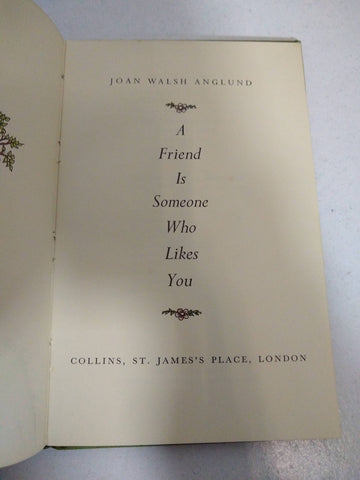 JOAN WALSH ANGLUND
A
Friend
Is
Someone
Who
Likes
You
COLLINS, ST. JAMES'S PLACE, LONDON